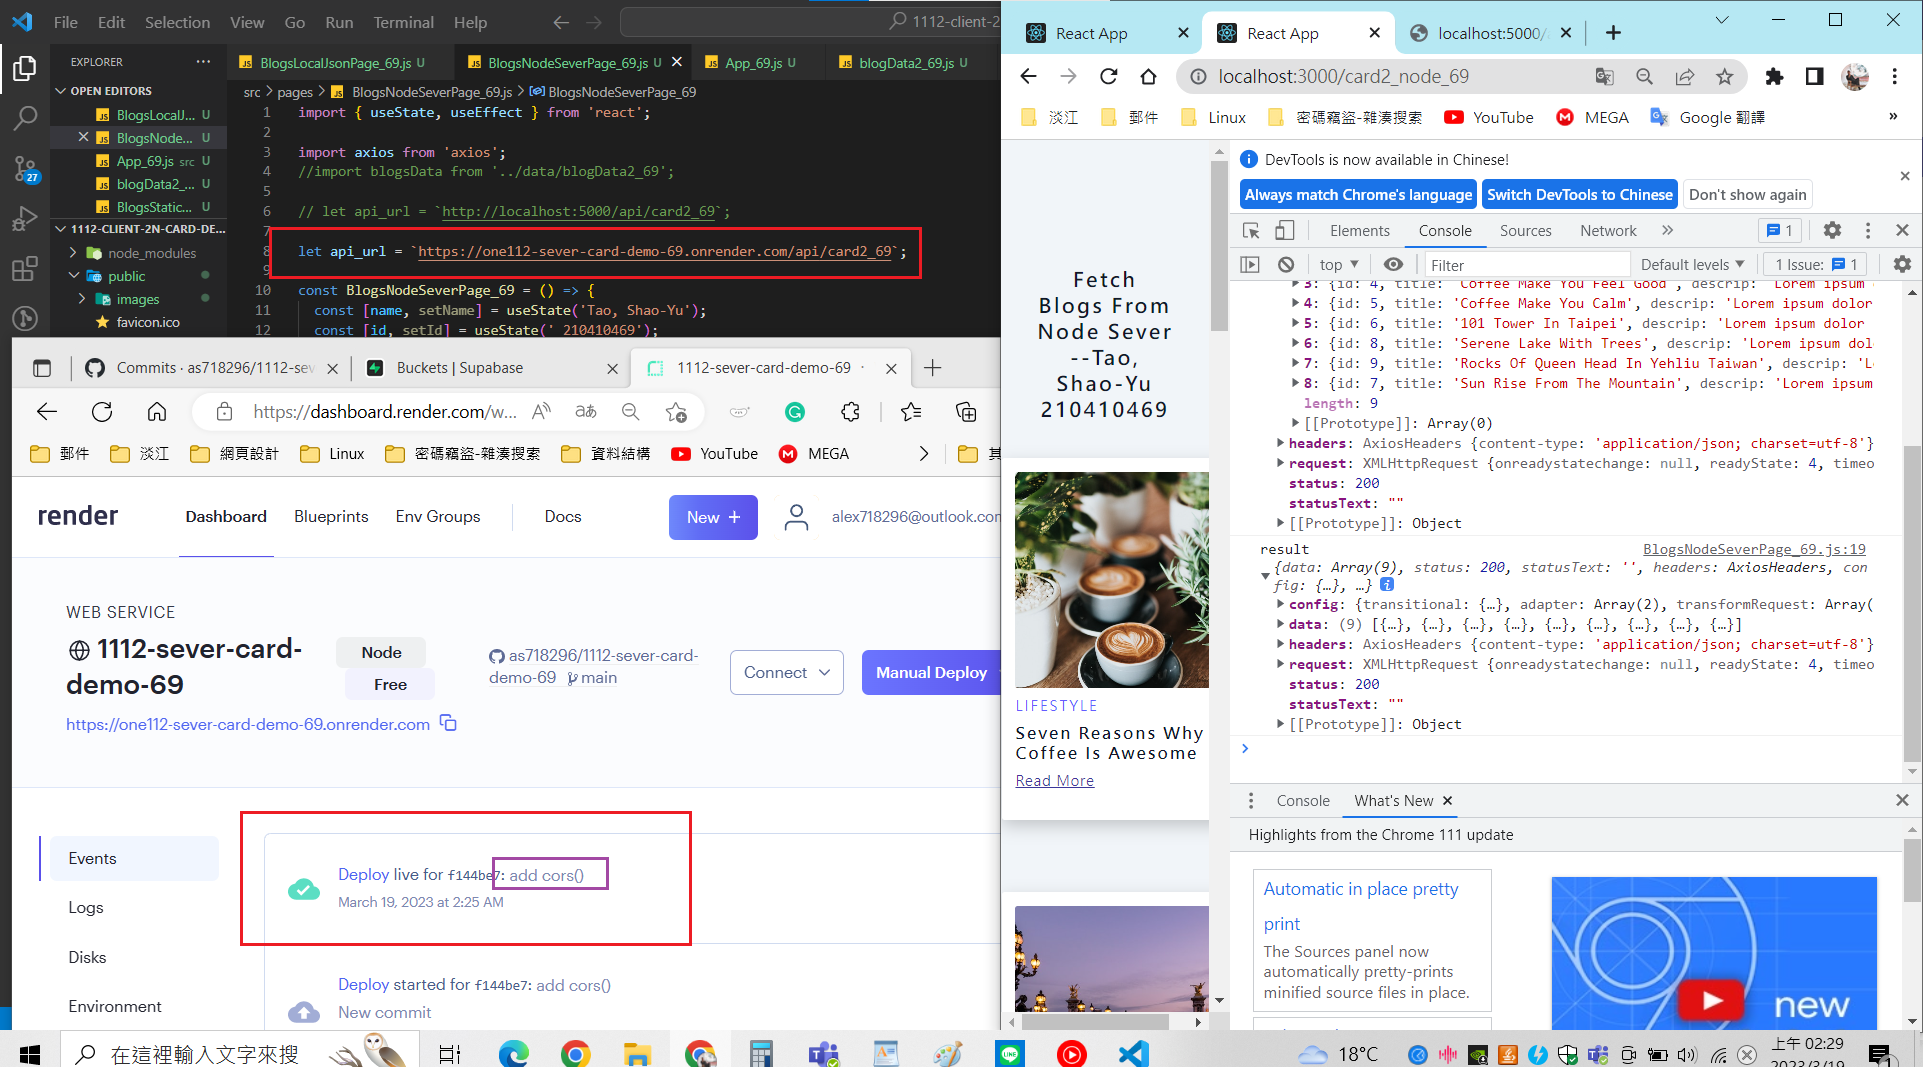 File Edit Selection View Go Run Terminal Help
1112-client-2
EXPLORER
OPEN EDITORS
BlogsLocalJ... U
BlogsNode... U
App_69.js src U
blogData2_... U
BlogsStatic... U
1112-CLIENT-2N-CARD-DE...
node_modules
public
images
favicon.ico
27
BlogsLocalJsonPage_69.js U
BlogsNodeSeverPage_69.js U
App_69.js U
blogData2_69.js U
src > pages > BlogsNodeSeverPage_69.js > BlogsNodeSeverPage_69
1 import { useState, useEffect } from 'react';
2
3 import axios from 'axios';
4 //import blogsData from '../data/blogData2_69';
5
6 // let api_url = `http://localhost:5000/api/card2_69`;
7
8 let api_url = `https://one112-sever-card-demo-69.onrender.com/api/card2_69`;
9
10 const BlogsNodeSeverPage_69 = () => {
11 const [name, setName] = useState('Tao, Shao-Yu');
12 const [id, setId] = useState(' 210410469');
Commits · as718296/1112-sev
Buckets | Supabase
1112-sever-card-demo-69 ·
https://dashboard.render.com/w...
郵件 淡江 網頁設計 Linux 密碼竊盜-雜湊搜索 資料結構 YouTube MEGA 其
render
Dashboard Blueprints Env Groups Docs
New +
alex718296@outlook.con
WEB SERVICE
1112-sever-card-
demo-69
Node
Free
as718296/1112-sever-card-
demo-69 main
Connect
Manual Deploy
https://one112-sever-card-demo-69.onrender.com
Events
Logs
Disks
Environment
Deploy live for f144be7: add cors()
March 19, 2023 at 2:25 AM
Deploy started for f144be7: add cors()
New commit
React App
React App
localhost:5000/
localhost:3000/card2_node_69
淡江 郵件 Linux 密碼竊盜-雜湊搜索 YouTube MEGA Google 翻譯 »
Fetch
Blogs From
Node Sever
--Tao,
Shao-Yu
210410469
LIFESTYLE
Seven Reasons Why
Coffee Is Awesome
Read More
DevTools is now available in Chinese!
Always match Chrome's language
Switch DevTools to Chinese
Don't show again
Elements Console Sources Network » 1
top Filter Default levels 1 Issue: 1
3: {id: 4, title: 'Coffee Make You Feel Good', descrip: 'Lorem ipsum
4: {id: 5, title: 'Coffee Make You Calm', descrip: 'Lorem ipsum dolor
5: {id: 6, title: '101 Tower In Taipei', descrip: 'Lorem ipsum dolor
6: {id: 8, title: 'Serene Lake With Trees', descrip: 'Lorem ipsum dol
7: {id: 9, title: 'Rocks Of Queen Head In Yehliu Taiwan', descrip: 'L
8: {id: 7, title: 'Sun Rise From The Mountain', descrip: 'Lorem ipsum
length: 9
[[Prototype]]: Array(0)
headers: AxiosHeaders {content-type: 'application/json; charset=utf-8'}
request: XMLHttpRequest {onreadystatechange: null, readyState: 4, timeo
status: 200
statusText: ""
[[Prototype]]: Object
result BlogsNodeSeverPage_69.js:19
{data: Array(9), status: 200, statusText: '', headers: AxiosHeaders, con
fig: {…}, …}
config: {transitional: {…}, adapter: Array(2), transformRequest: Array(
data: (9) [{…}, {…}, {…}, {…}, {…}, {…}, {…}, {…}, {…}]
headers: AxiosHeaders {content-type: 'application/json; charset=utf-8'}
request: XMLHttpRequest {onreadystatechange: null, readyState: 4, timeo
status: 200
statusText: ""
[[Prototype]]: Object
Console What's New
Highlights from the Chrome 111 update
Automatic in place pretty
print
The Sources panel now
automatically pretty-prints
minified source files in place.
new
在這裡輸入文字來搜
18°C
上午 02:29
2023/3/19
1